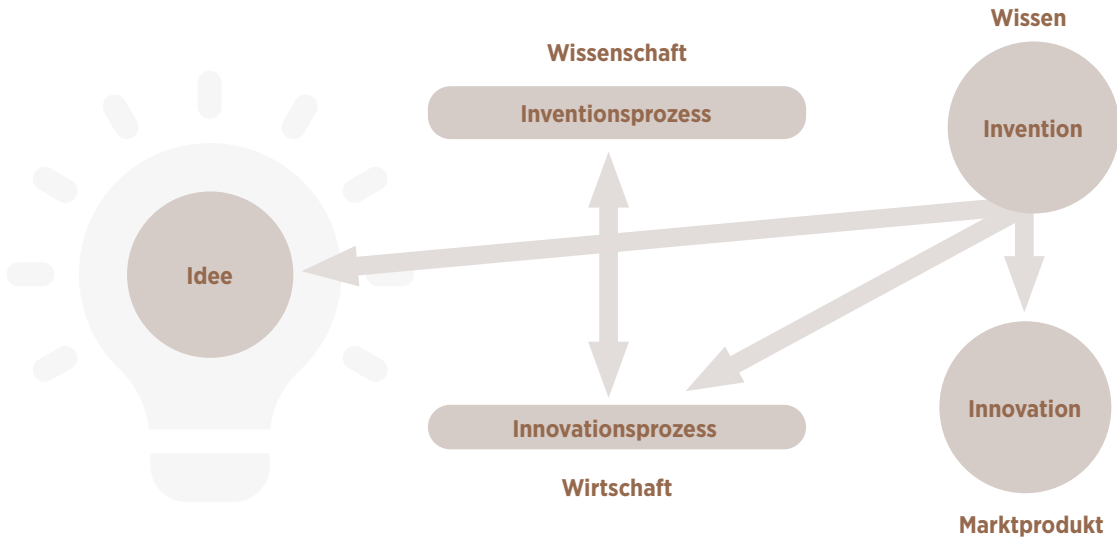 Wissen
Wissenschaft
Inventionsprozess
Invention
Idee
Innovation
Innovationsprozess
Wirtschaft
Marktprodukt